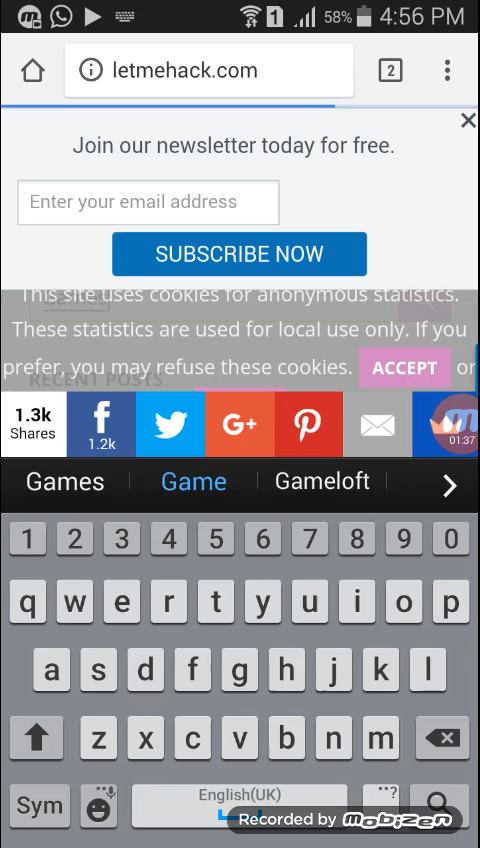 1 58% 4:56 PM
letmehack.com 2
Join our newsletter today for free.
Enter your email address
SUBSCRIBE NOW
Games
This site uses cookies for anonymous statistics.
These statistics are used for local use only. If you
prefer, you may refuse these cookies. ACCEPT or
RECENT POSTS
1.3k
Shares
f
1.2k
G+
01:37
Games Game Gameloft
1 2 3 4 5 6 7 8 9 0
q w e r t y u i o p
a s d f g h j k l
z x c v b n m
Sym English(UK) ..?
Recorded by mobizen